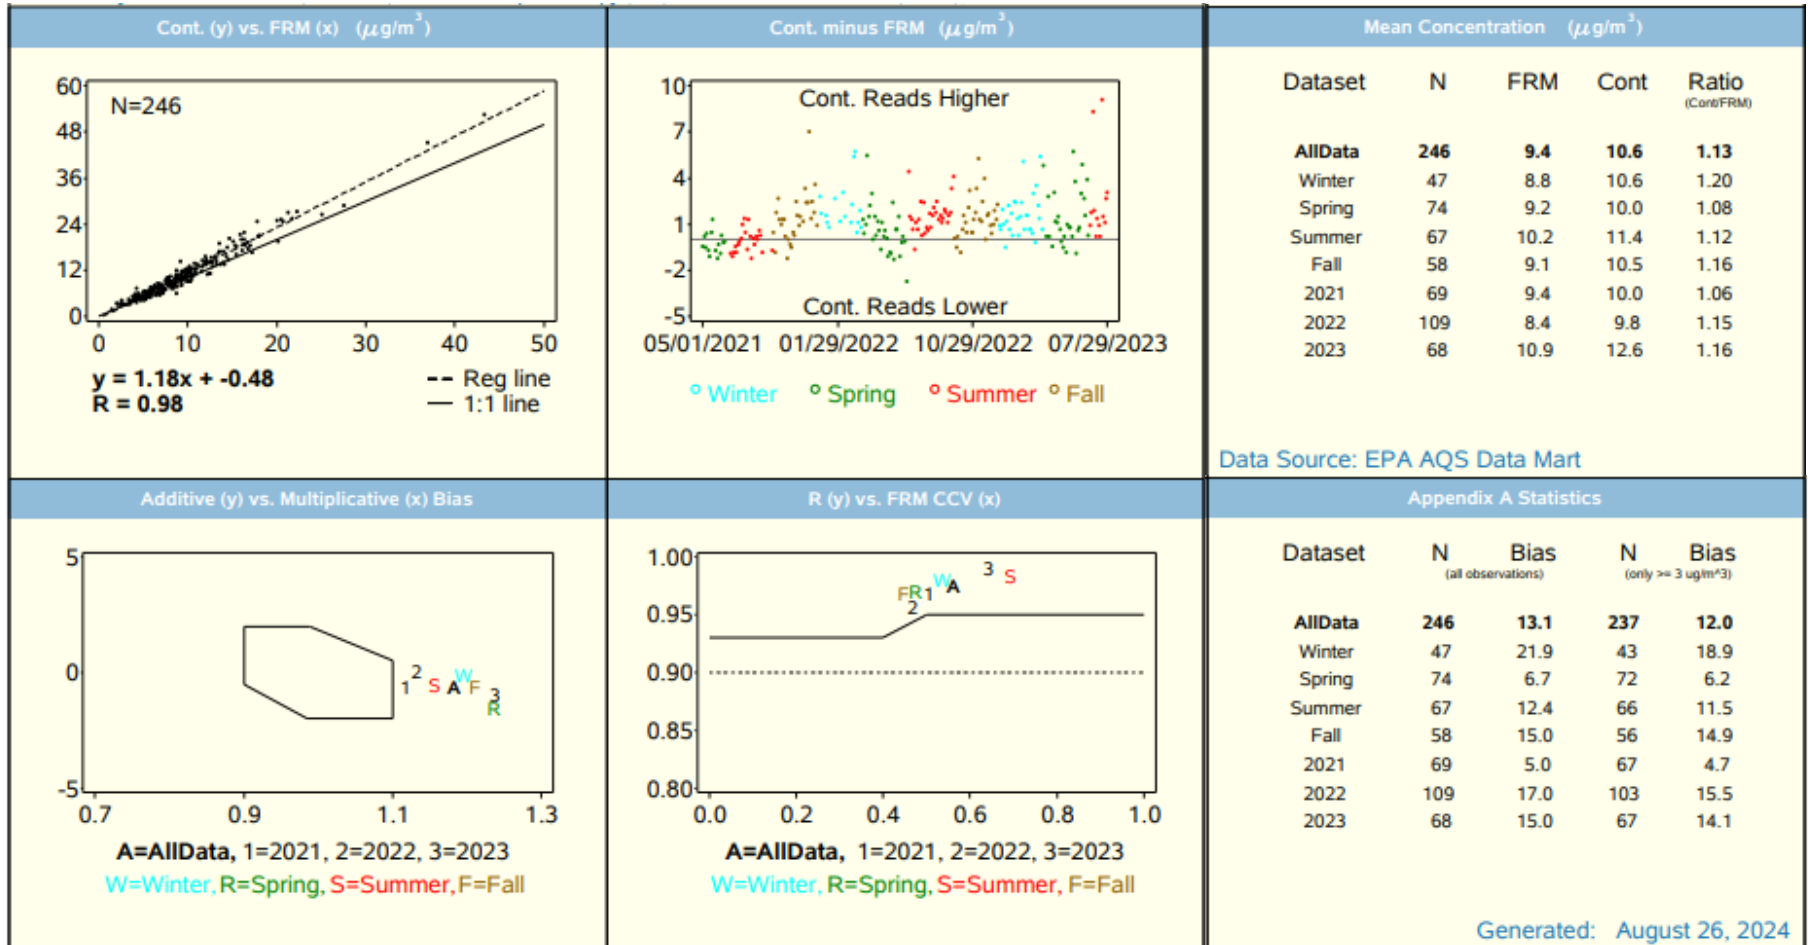 Cont. (y) vs. FRM (x) (μg/m³)
60
48
36
24
12
0
N=246
0 10 20 30 40 50
y = 1.18x + -0.48
R = 0.98
Reg line
1:1 line
Cont. minus FRM (μg/m³)
10
7
4
1
-2
-5
Cont. Reads Higher
Cont. Reads Lower
05/01/2021 01/29/2022 10/29/2022 07/29/2023
Winter Spring Summer Fall
Mean Concentration (μg/m³)
Dataset N FRM Cont Ratio
(Cont/FRM)
AllData 246 9.4 10.6 1.13
Winter 47 8.8 10.6 1.20
Spring 74 9.2 10.0 1.08
Summer 67 10.2 11.4 1.12
Fall 58 9.1 10.5 1.16
2021 69 9.4 10.0 1.06
2022 109 8.4 9.8 1.15
2023 68 10.9 12.6 1.16
Data Source: EPA AQS Data Mart
Additive (y) vs. Multiplicative (x) Bias
5
0
-5
1 2 S A W F 3 R
0.7 0.9 1.1 1.3
A=AllData, 1=2021, 2=2022, 3=2023
W=Winter, R=Spring, S=Summer, F=Fall
R (y) vs. FRM CCV (x)
1.00
0.95
0.90
0.85
0.80
F R 2 1 W A 3 S
0.0 0.2 0.4 0.6 0.8 1.0
A=AllData, 1=2021, 2=2022, 3=2023
W=Winter, R=Spring, S=Summer, F=Fall
Appendix A Statistics
Dataset N Bias N Bias
(all observations) (only >= 3 ug/m^3)
AllData 246 13.1 237 12.0
Winter 47 21.9 43 18.9
Spring 74 6.7 72 6.2
Summer 67 12.4 66 11.5
Fall 58 15.0 56 14.9
2021 69 5.0 67 4.7
2022 109 17.0 103 15.5
2023 68 15.0 67 14.1
Generated: August 26, 2024